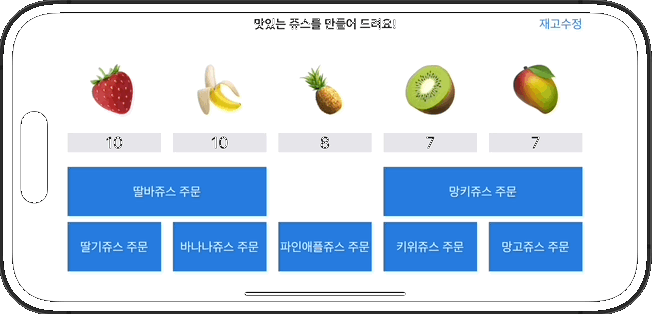 맛있는 쥬스를 만들어 드려요!
재고수정
10
10
8
7
7
딸바쥬스 주문
망키쥬스 주문
딸기쥬스 주문
바나나쥬스 주문
파인애플쥬스 주문
키위쥬스 주문
망고쥬스 주문